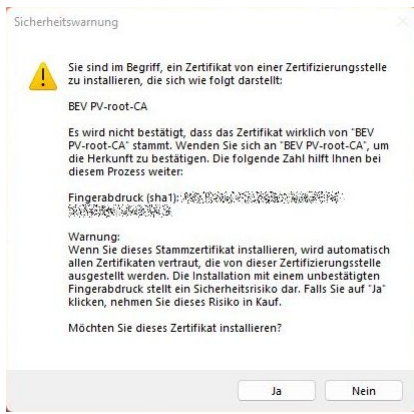 Sicherheitswarnung
Sie sind im Begriff, ein Zertifikat von einer Zertifizierungsstelle
zu installieren, die sich wie folgt darstellt:
BEV PV-root-CA
Es wird nicht bestätigt, dass das Zertifikat wirklich von "BEV
PV-root-CA" stammt. Wenden Sie sich an "BEV PV-root-CA", um
die Herkunft zu bestätigen. Die folgende Zahl hilft Ihnen bei
diesem Prozess weiter:
Fingerabdruck (sha1):
Warnung:
Wenn Sie dieses Stammzertifikat installieren, wird automatisch
allen Zertifikaten vertraut, die von dieser Zertifizierungsstelle
ausgestellt werden. Die Installation mit einem unbestätigten
Fingerabdruck stellt ein Sicherheitsrisiko dar. Falls Sie auf "Ja"
klicken, nehmen Sie dieses Risiko in Kauf.
Möchten Sie dieses Zertifikat installieren?
Ja
Nein